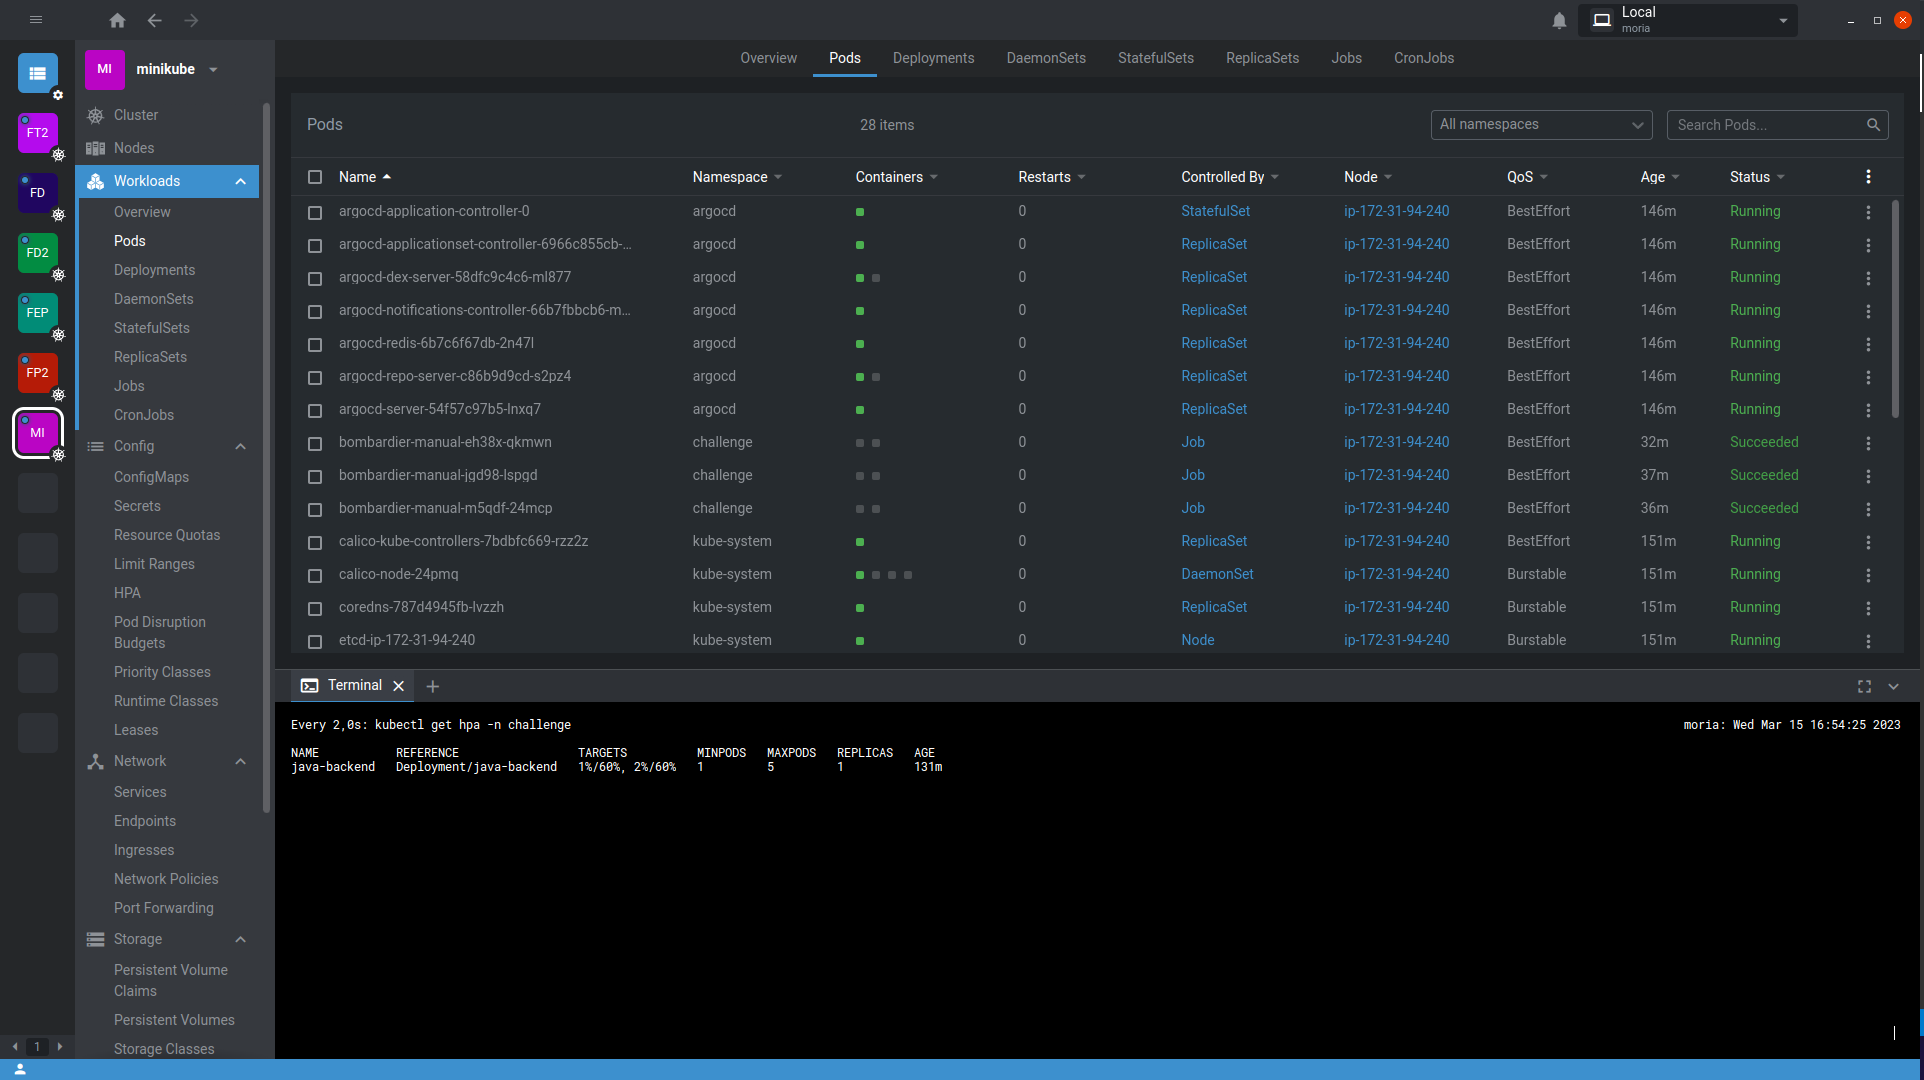 Local
moria
MI
minikube
FT2
FD
FD2
FEP
FP2
MI
1
Cluster
Nodes
Workloads
Overview
Pods
Deployments
DaemonSets
StatefulSets
ReplicaSets
Jobs
CronJobs
Config
ConfigMaps
Secrets
Resource Quotas
Limit Ranges
HPA
Pod Disruption
Budgets
Priority Classes
Runtime Classes
Leases
Network
Services
Endpoints
Ingresses
Network Policies
Port Forwarding
Storage
Persistent Volume
Claims
Persistent Volumes
Storage Classes
Overview Pods Deployments DaemonSets StatefulSets ReplicaSets Jobs CronJobs
Pods 28 items All namespaces Search Pods...
Name Namespace Containers Restarts Controlled By Node QoS Age Status
argocd-application-controller-0 argocd 0 StatefulSet ip-172-31-94-240 BestEffort 146m Running
argocd-applicationset-controller-6966c855cb-... argocd 0 ReplicaSet ip-172-31-94-240 BestEffort 146m Running
argocd-dex-server-58dfc9c4c6-ml877 argocd 0 ReplicaSet ip-172-31-94-240 BestEffort 146m Running
argocd-notifications-controller-66b7fbbcb6-m... argocd 0 ReplicaSet ip-172-31-94-240 BestEffort 146m Running
argocd-redis-6b7c6f67db-2n47l argocd 0 ReplicaSet ip-172-31-94-240 BestEffort 146m Running
argocd-repo-server-c86b9d9cd-s2pz4 argocd 0 ReplicaSet ip-172-31-94-240 BestEffort 146m Running
argocd-server-54f57c97b5-lnxq7 argocd 0 ReplicaSet ip-172-31-94-240 BestEffort 146m Running
bombardier-manual-eh38x-qkmwn challenge 0 Job ip-172-31-94-240 BestEffort 32m Succeeded
bombardier-manual-jgd98-lspgd challenge 0 Job ip-172-31-94-240 BestEffort 37m Succeeded
bombardier-manual-m5qdf-24mcp challenge 0 Job ip-172-31-94-240 BestEffort 36m Succeeded
calico-kube-controllers-7bdbfc669-rzz2z kube-system 0 ReplicaSet ip-172-31-94-240 BestEffort 151m Running
calico-node-24pmq kube-system 0 DaemonSet ip-172-31-94-240 Burstable 151m Running
coredns-787d4945fb-lvzzh kube-system 0 ReplicaSet ip-172-31-94-240 Burstable 151m Running
etcd-ip-172-31-94-240 kube-system 0 Node ip-172-31-94-240 Burstable 151m Running
Terminal
Every 2,0s: kubectl get hpa -n challenge moria: Wed Mar 15 16:54:25 2023
NAME REFERENCE TARGETS MINPODS MAXPODS REPLICAS AGE
java-backend Deployment/java-backend 1%/60%, 2%/60% 1 5 1 131m